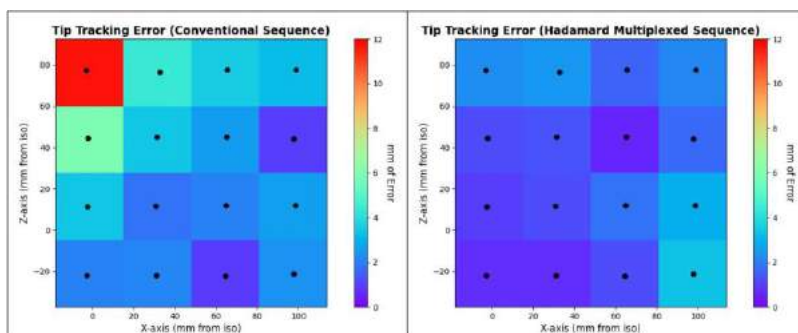 Tip Tracking Error (Conventional Sequence)
12
10
8
6
4
2
0
mm of Error
80
60
40
20
0
−20
Z-axis (mm from iso)
0 20 40 60 80 100
X-axis (mm from iso)
Tip Tracking Error (Hadamard Multiplexed Sequence)
12
10
8
6
4
2
0
mm of Error
80
60
40
20
0
−20
Z-axis (mm from iso)
0 20 40 60 80 100
X-axis (mm from iso)